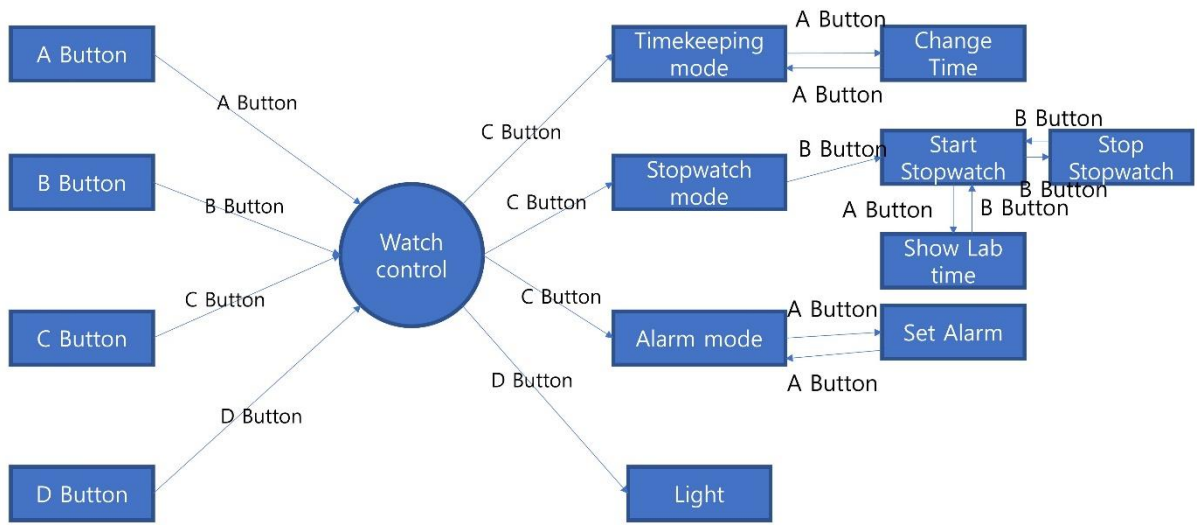 A Button
B Button
C Button
D Button
A Button
B Button
C Button
D Button
Watch
control
C Button
C Button
C Button
D Button
Timekeeping
mode
A Button
A Button
Change
Time
Stopwatch
mode
B Button
Start
Stopwatch
B Button
B Button
Stop
Stopwatch
A Button
B Button
Show Lab
time
Alarm mode
A Button
A Button
Set Alarm
Light